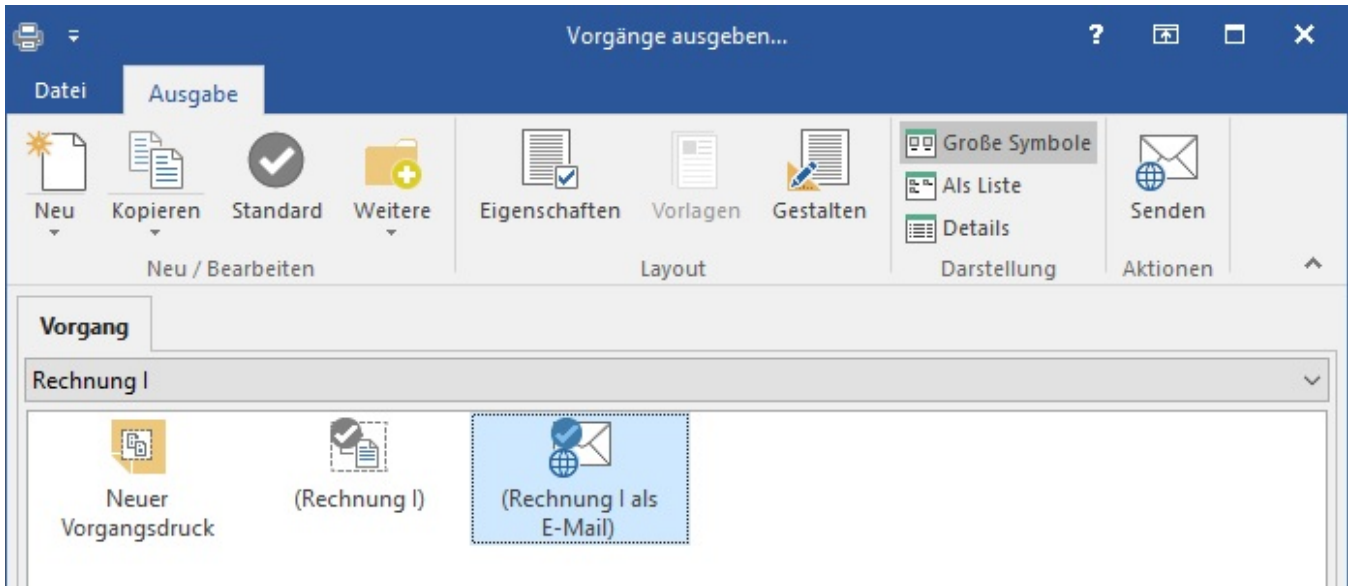 Vorgänge ausgeben...
?
Datei
Ausgabe
Neu
Kopieren
Standard
Weitere
Eigenschaften
Vorlagen
Gestalten
Große Symbole
Als Liste
Details
Senden
Neu / Bearbeiten
Layout
Darstellung
Aktionen
Vorgang
Rechnung I
Neuer
Vorgangsdruck
(Rechnung I)
(Rechnung I als
E-Mail)